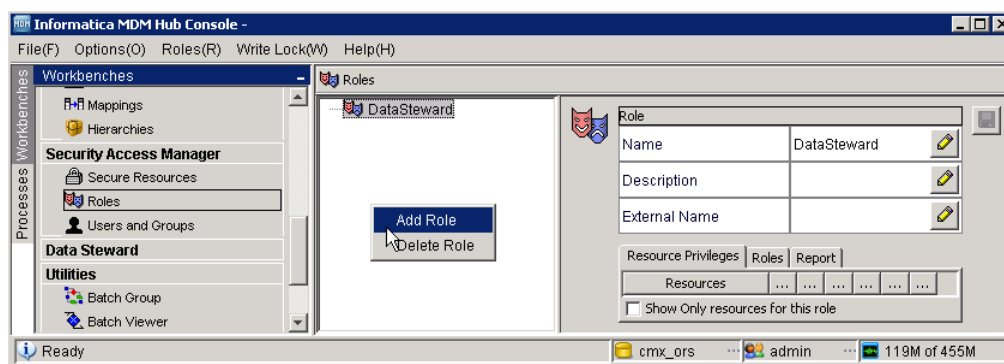 MDM Informatica MDM Hub Console -
File(F) Options(O) Roles(R) Write Lock(W) Help(H)
Workbenches
Processes
Workbenches
Mappings
Hierarchies
Security Access Manager
Secure Resources
Roles
Users and Groups
Data Steward
Utilities
Batch Group
Batch Viewer
Roles
DataSteward
Add Role
Delete Role
Role
Name DataSteward
Description
External Name
Resource Privileges Roles Report
Resources ... ... ... ... ...
Show Only resources for this role
Ready cmx_ors ... admin ... 119M of 455M